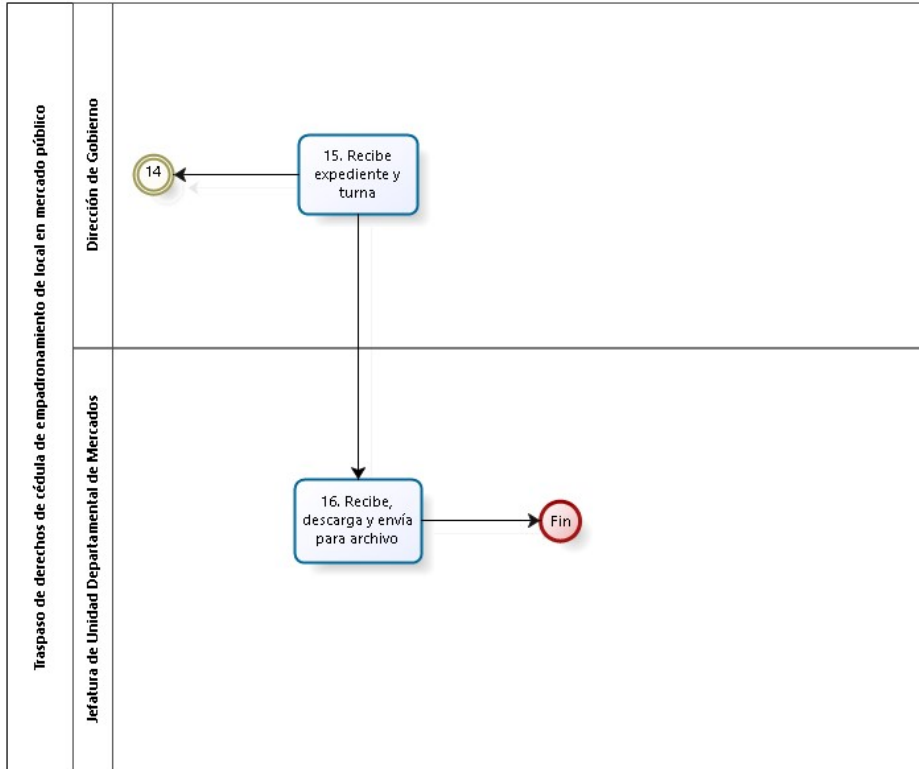 Traspaso de derechos de cédula de empadronamiento de local en mercado público
Dirección de Gobierno
14
15. Recibe
expediente y
turna
Jefatura de Unidad Departamental de Mercados
16. Recibe,
descarga y envía
para archivo
Fin